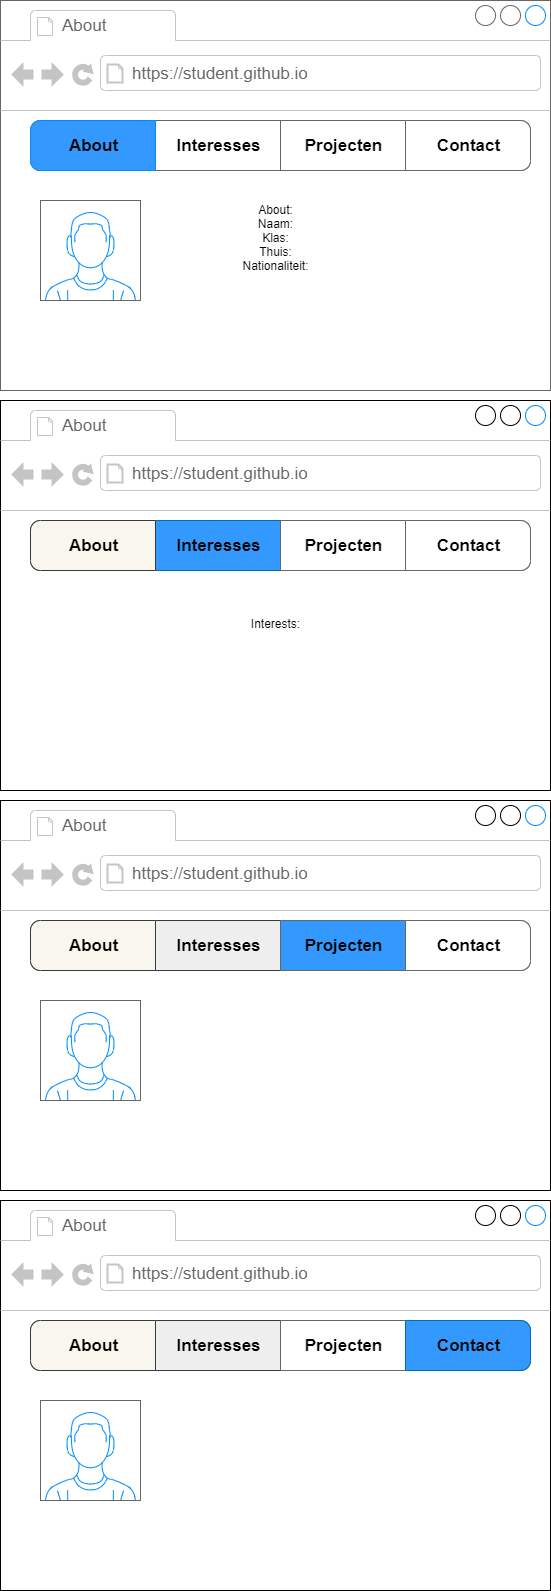 About
https://student.github.io
About Interesses Projecten Contact
About:
Naam:
Klas:
Thuis:
Nationaliteit:
About
https://student.github.io
About Interesses Projecten Contact
Interests:
About
https://student.github.io
About Interesses Projecten Contact
About
https://student.github.io
About Interesses Projecten Contact